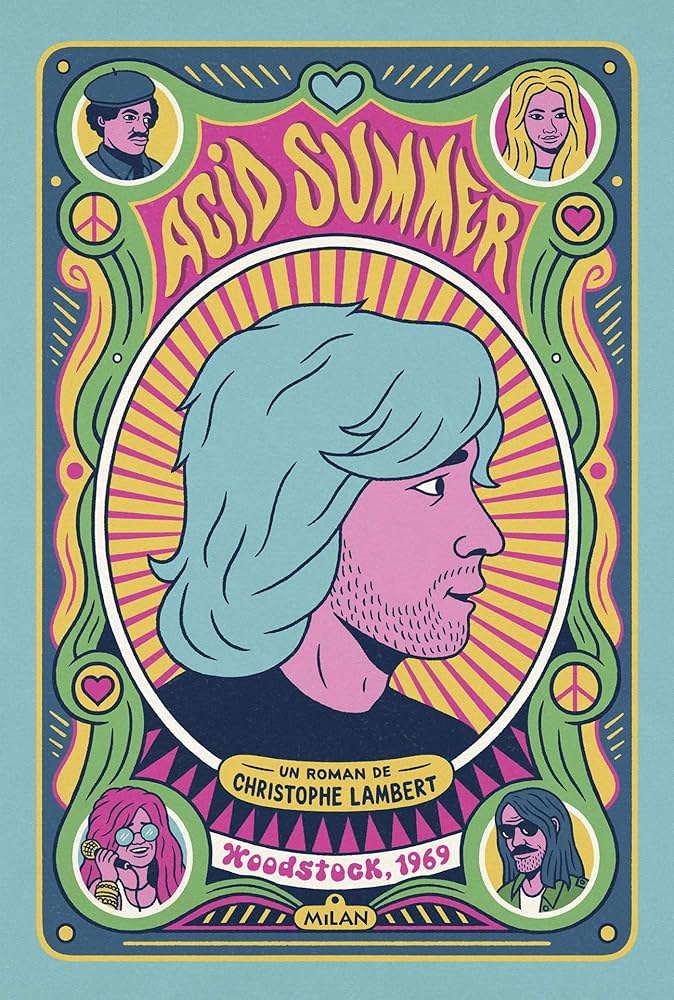 ACiD SUMMER
UN ROMAN DE
CHRISTOPHE LAMBERT
Woodstock, 1969
MiLAN